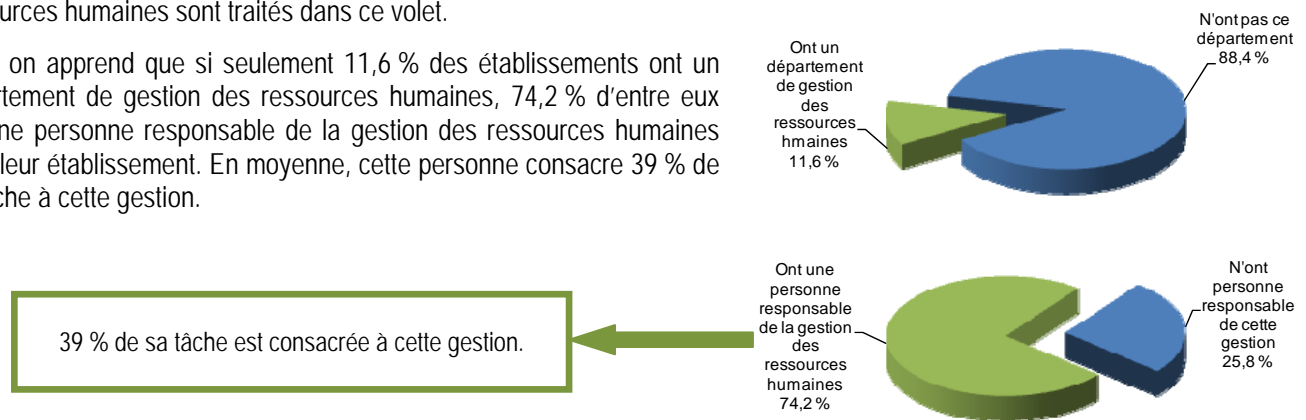 ources humaines sont traités dans ce volet.
on apprend que si seulement 11,6 % des établissements ont un
rtement de gestion des ressources humaines, 74,2 % d'entre eux
ne personne responsable de la gestion des ressources humaines
leur établissement. En moyenne, cette personne consacre 39 % de
che à cette gestion.
Ont un
département
de gestion
des
ressources
hmaines
11,6 %
N'ont pas ce
département
88,4 %
39 % de sa tâche est consacrée à cette gestion.
Ont une
personne
responsable
de la gestion
des
ressources
humaines
74,2 %
N'ont
personne
responsable
de cette
gestion
25,8 %